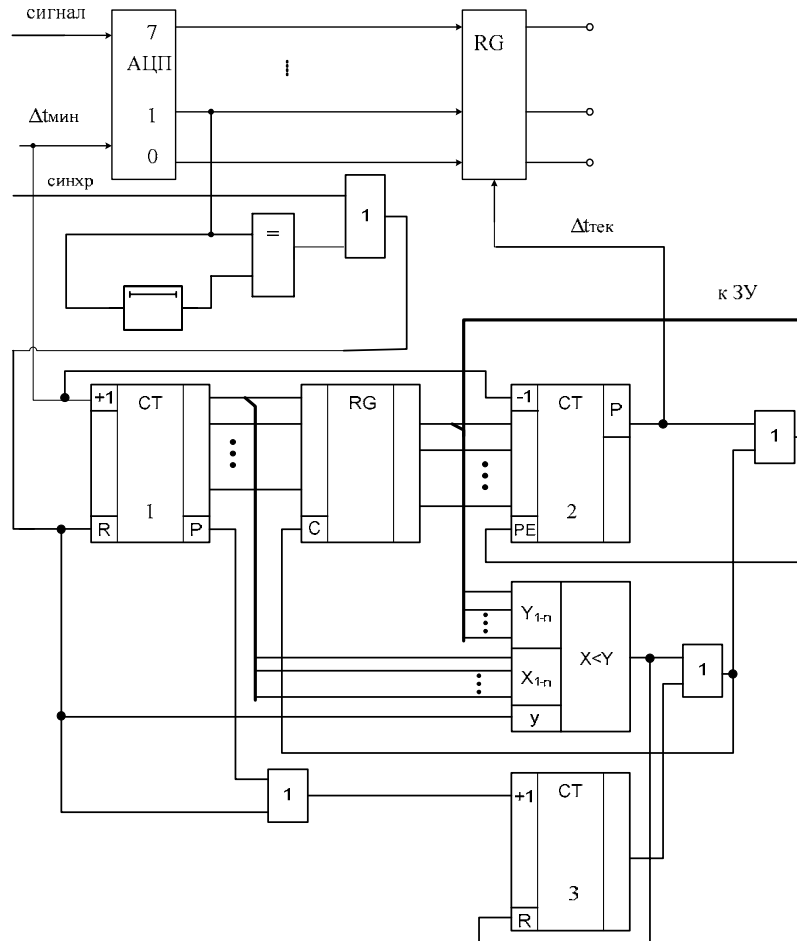 сигнал
7
АЦП
1
0
RG
Δtмин
синхр
1
=
Δtтек
к ЗУ
+1
CT
1
R
P
RG
C
-1
CT
P
2
PE
1
Y1-n
X1-n
y
X<Y
1
1
+1
CT
3
R